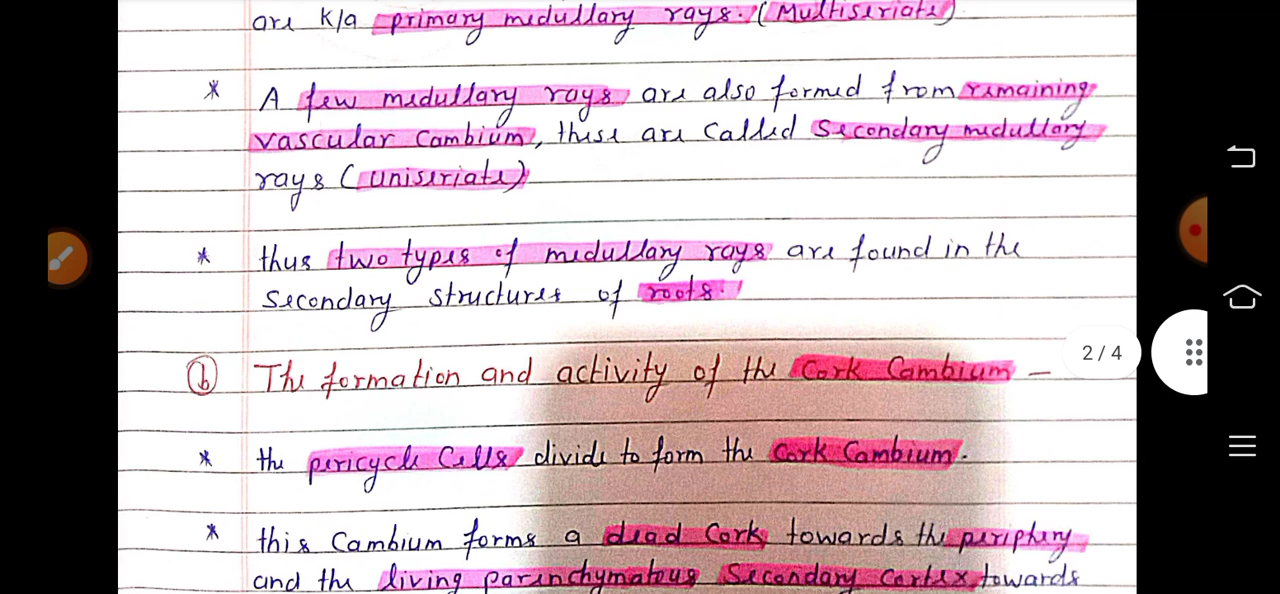 are k/a primary medullary rays. (Multiseriate)
* A few medullary rays are also formed from remaining
vascular Cambium, these are Called Secondary medullary
rays (uniseriate)
* thus two types of medullary rays are found in the
Secondary structures of roots.
(b) The formation and activity of the Cork Cambium –
* the pericycle Cells divide to form the Cork Cambium.
* this Cambium forms a dead Cork towards the periphery
and the living parenchymatous Secondary Cortex towards
2/4